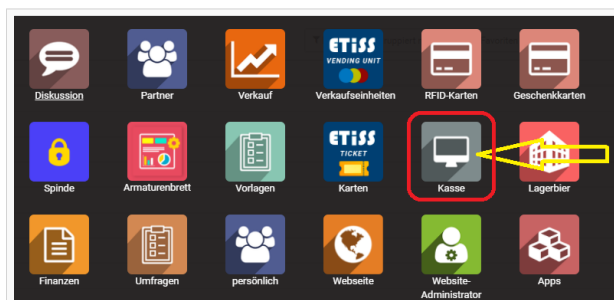 ETISS
VENDING UNIT
Diskussion
Partner
Verkauf
Verkaufseinheiten
RFID-Karten
Geschenkkarten
ETISS
TICKET
Spinde
Armaturenbrett
Vorlagen
Karten
Kasse
Lagerbier
Finanzen
Umfragen
persönlich
Webseite
Website-
Administrator
Apps